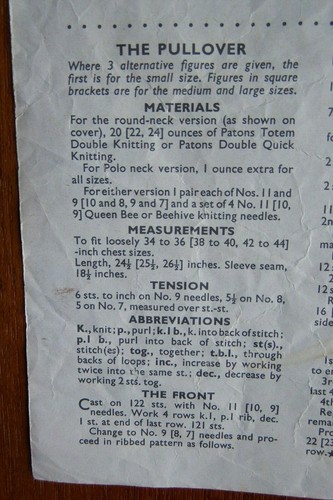 THE PULLOVER
Where 3 alternative figures are given, the
first is for the small size. Figures in square
brackets are for the medium and large sizes.
MATERIALS
For the round-neck version (as shown on
cover), 20 [22, 24] ounces of Patons Totem
Double Knitting or Patons Double Quick
Knitting.
For Polo neck version, 1 ounce extra for
all sizes.
For either version 1 pair each of Nos. 11 and
9 [10 and 8, 9 and 7] and a set of 4 No. 11 [10,
9] Queen Bee or Beehive knitting needles.
MEASUREMENTS
To fit loosely 34 to 36 [38 to 40, 42 to 44]
-inch chest sizes.
Length, 24½ [25½, 26½] inches. Sleeve seam,
18½ inches.
TENSION
6 sts. to inch on No. 9 needles, 5½ on No. 8,
5 on No. 7, measured over st.-st.
ABBREVIATIONS
K., knit; p., purl; k.1 b., k. into back of stitch;
p.1 b., purl into back of stitch; st(s).,
stitch(es); tog., together; t.b.l., through
backs of loops; inc., increase by working
twice into the same st.; dec., decrease by
working 2 sts. tog.
THE FRONT
Cast on 122 sts. with No. 11 [10, 9]
needles. Work 4 rows k.1, p.1 rib, dec.
1 st. at end of last row. 121 sts.
Change to No. 9 [8, 7] needles and pro-
ceed in ribbed pattern as follows.